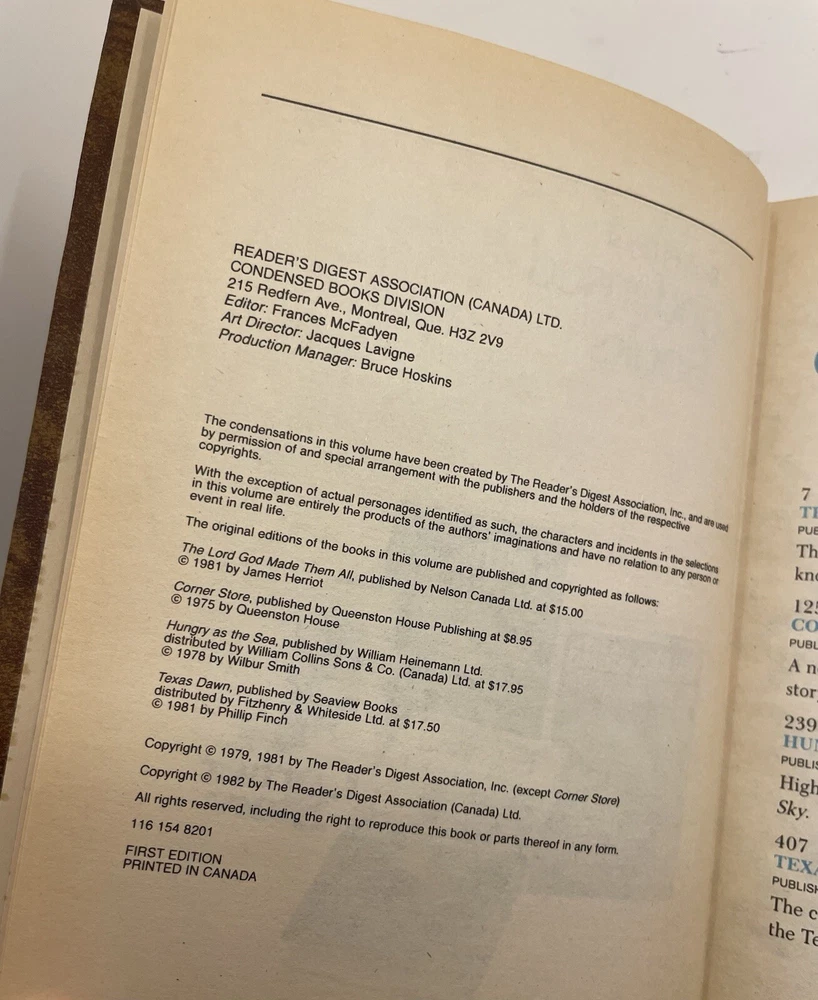 READER'S DIGEST ASSOCIATION (CANADA) LTD.
CONDENSED BOOKS DIVISION
215 Redfern Ave., Montreal, Que. H3Z 2V9
Editor: Frances McFadyen
Art Director: Jacques Lavigne
Production Manager: Bruce Hoskins
The condensations in this volume have been created by The Reader's Digest Association, Inc., and are used
by permission of and special arrangement with the publishers and the holders of the respective
copyrights.
With the exception of actual personages identified as such, the characters and incidents in the selections
in this volume are entirely the products of the authors' imaginations and have no relation to any person or
event in real life.
The original editions of the books in this volume are published and copyrighted as follows:
The Lord God Made Them All, published by Nelson Canada Ltd. at $15.00
© 1981 by James Herriot
Corner Store, published by Queenston House Publishing at $8.95
© 1975 by Queenston House
Hungry as the Sea, published by William Heinemann Ltd.
distributed by William Collins Sons & Co. (Canada) Ltd. at $17.95
© 1978 by Wilbur Smith
Texas Dawn, published by Seaview Books
distributed by Fitzhenry & Whiteside Ltd. at $17.50
© 1981 by Phillip Finch
Copyright © 1979, 1981 by The Reader's Digest Association, Inc. (except Corner Store)
Copyright © 1982 by The Reader's Digest Association (Canada) Ltd.
All rights reserved, including the right to reproduce this book or parts thereof in any form.
116 154 8201
FIRST EDITION
PRINTED IN CANADA
7
TE
PUB
Th
kno
125
CO
PUBL
A n
stor
239
HUN
PUBLIS
High
Sky.
407
TEXA
PUBLISH
The c
the Te